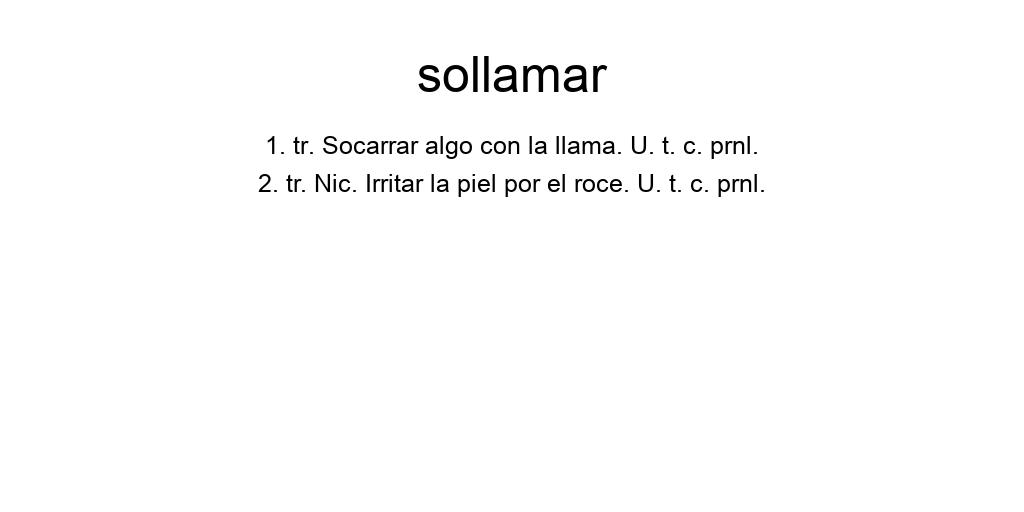 sollamar
1. tr. Socarrar algo con la llama. U. t. c. prnl.
2. tr. Nic. Irritar la piel por el roce. U. t. c. prnl.